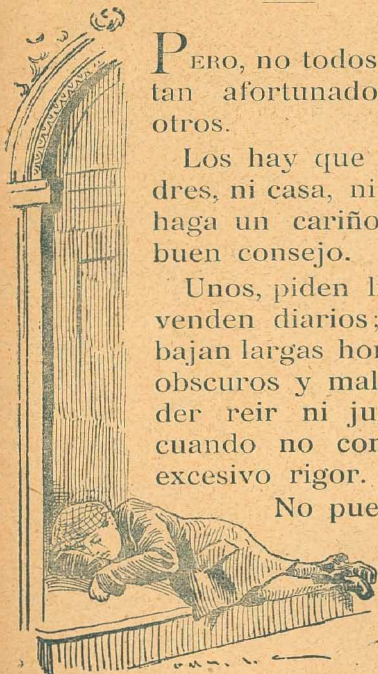 PERO, no todos
tan afortunado
otros.
Los hay que
dres, ni casa, ni
haga un cariño
buen consejo.
Unos, piden l
venden diarios;
bajan largas hor
obscuros y mal
der reir ni ju
cuando no cor
excesivo rigor.
No pue